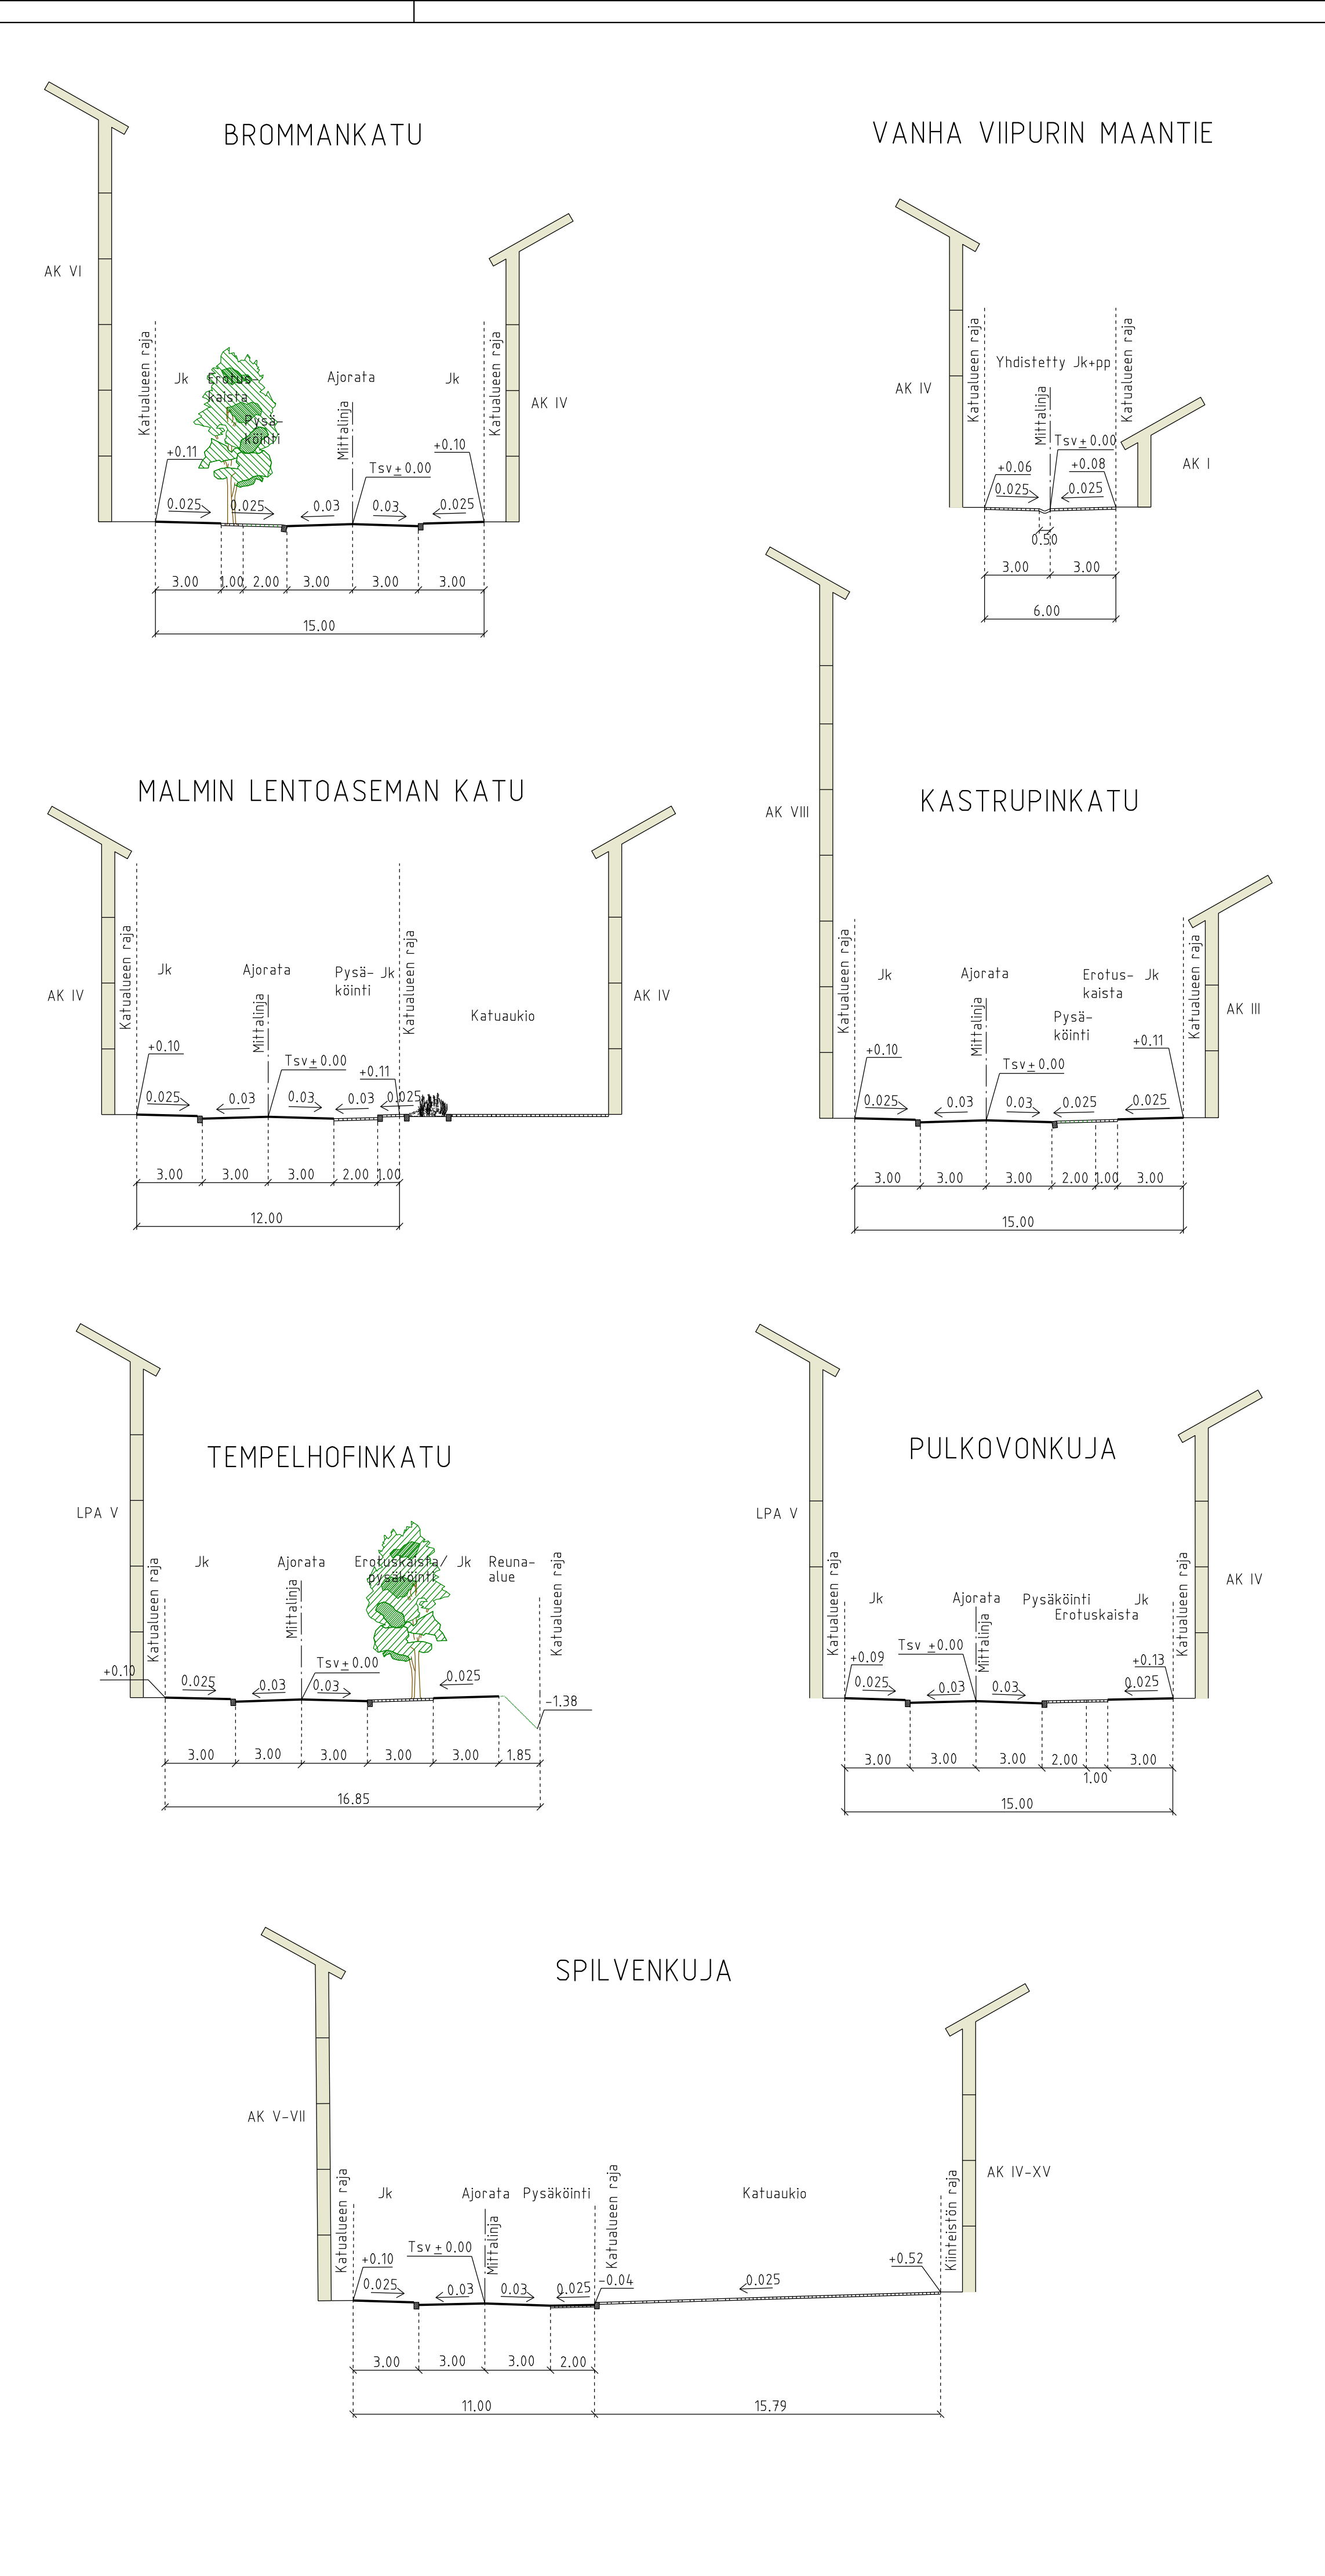 BROMMANKATU
AK VI
Katualueen raja
Jk
Erotus-
kaista
Pysä-
köinti
Ajorata
Mittalinja
Jk
Katualueen raja
AK IV
+0.11
Tsv±0.00
+0.10
0.025
0.025
0.03
0.03
0.025
3.00
1.00
2.00
3.00
3.00
3.00
15.00
VANHA VIIPURIN MAANTIE
AK IV
Katualueen raja
Yhdistetty Jk+pp
Mittalinja
Katualueen raja
AK I
Tsv±0.00
+0.06
+0.08
0.025
0.025
0.50
3.00
3.00
6.00
MALMIN LENTOASEMAN KATU
AK IV
Katualueen raja
Jk
Ajorata
Mittalinja
Pysä-
köinti
Jk
Katualueen raja
Katuaukio
AK IV
+0.10
Tsv±0.00
+0.11
0.025
0.03
0.03
0.03
0.025
3.00
3.00
3.00
2.00
1.00
12.00
KASTRUPINKATU
AK VIII
Katualueen raja
Jk
Ajorata
Mittalinja
Erotus-
kaista
Pysä-
köinti
Jk
Katualueen raja
AK III
+0.10
Tsv±0.00
+0.11
0.025
0.03
0.03
0.025
0.025
3.00
3.00
3.00
2.00
1.00
3.00
15.00
TEMPELHOFINKATU
LPA V
Katualueen raja
Jk
Ajorata
Mittalinja
Erotuskaista/
pysäköinti
Jk
Reuna-
alue
Katualueen raja
+0.10
Tsv±0.00
0.025
0.03
0.03
0.025
-1.38
3.00
3.00
3.00
3.00
3.00
1.85
16.85
PULKOVONKUJA
LPA V
Katualueen raja
Jk
Ajorata
Mittalinja
Pysäköinti
Erotuskaista
Jk
Katualueen raja
AK IV
+0.09
Tsv ±0.00
+0.13
0.025
0.03
0.03
0.025
3.00
3.00
3.00
2.00
1.00
3.00
15.00
SPILVENKUJA
AK V-VII
Katualueen raja
Jk
Ajorata
Mittalinja
Pysäköinti
Katualueen raja
Katuaukio
Kiinteistön raja
AK IV-XV
+0.10
Tsv±0.00
-0.04
+0.52
0.025
0.03
0.03
0.025
0.025
3.00
3.00
3.00
2.00
11.00
15.79